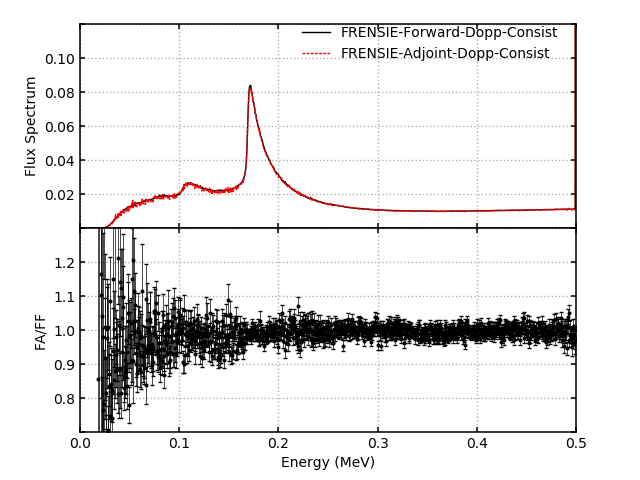 FRENSIE-Forward-Dopp-Consist
FRENSIE-Adjoint-Dopp-Consist
0.10
0.08
0.06
0.04
0.02
Flux Spectrum
1.2
1.1
1.0
0.9
0.8
FA/FF
0.0 0.1 0.2 0.3 0.4 0.5
Energy (MeV)